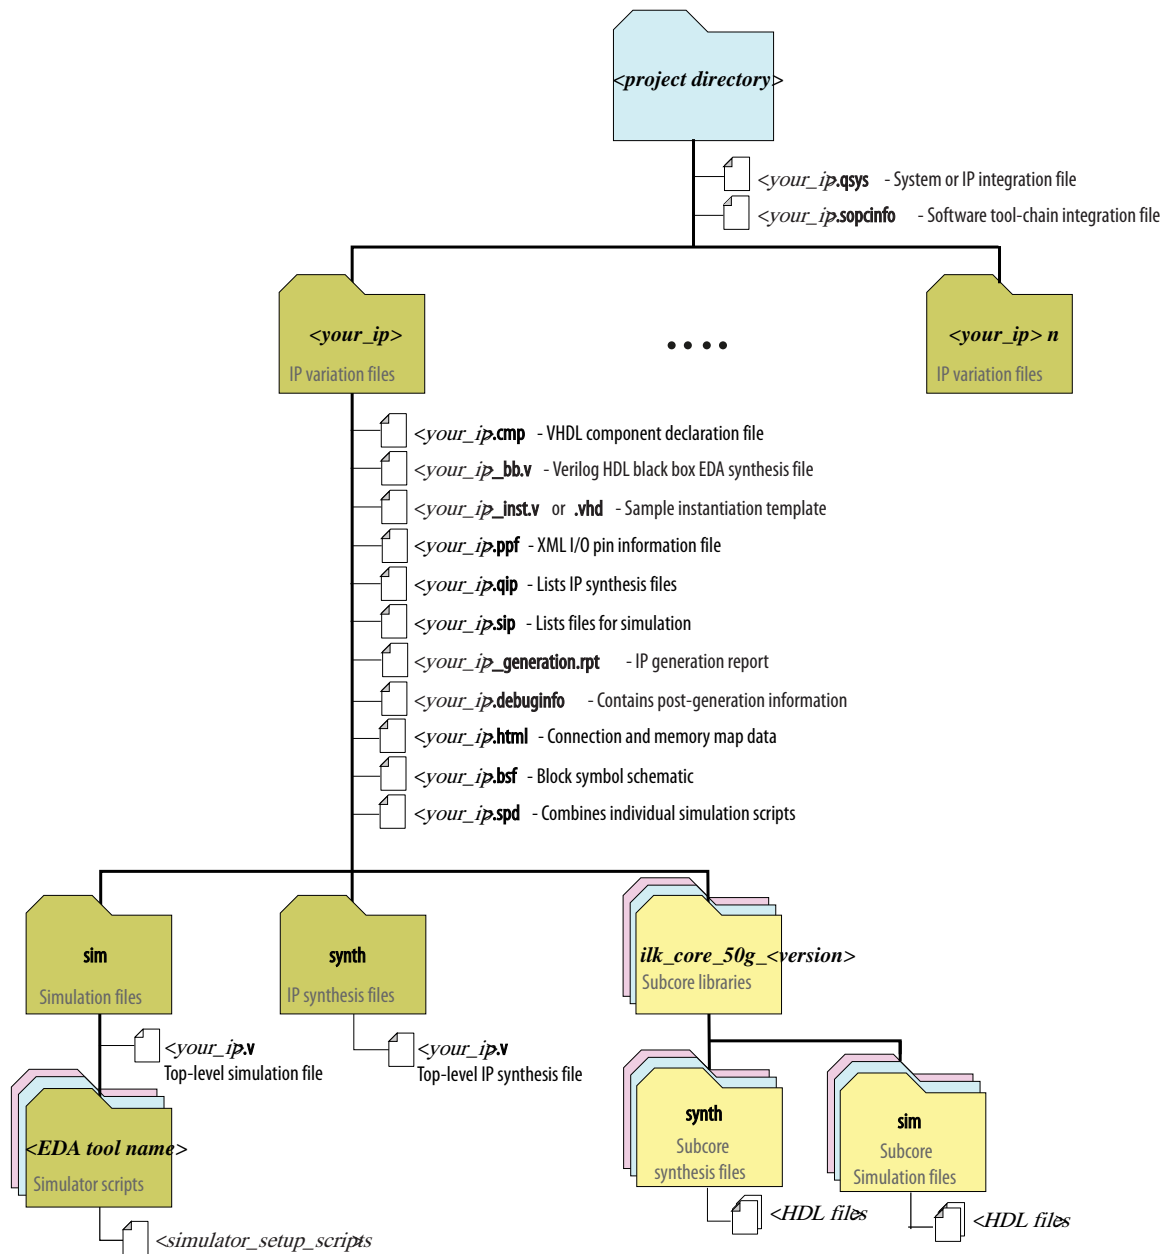 <project directory>
<your_ip>.qsys - System or IP integration file
<your_ip>.sopcinfo - Software tool-chain integration file
<your_ip>
IP variation files
<your_ip> n
IP variation files
<your_ip>.cmp - VHDL component declaration file
<your_ip>_bb.v - Verilog HDL black box EDA synthesis file
<your_ip>_inst.v or .vhd - Sample instantiation template
<your_ip>.ppf - XML I/O pin information file
<your_ip>.qip - Lists IP synthesis files
<your_ip>.sip - Lists files for simulation
<your_ip>_generation.rpt - IP generation report
<your_ip>.debuginfo - Contains post-generation information
<your_ip>.html - Connection and memory map data
<your_ip>.bsf - Block symbol schematic
<your_ip>.spd - Combines individual simulation scripts
sim
Simulation files
synth
IP synthesis files
ilk_core_50g_<version>
Subcore libraries
<your_ip>.v
Top-level simulation file
<your_ip>.v
Top-level IP synthesis file
<EDA tool name>
Simulator scripts
synth
Subcore
synthesis files
sim
Subcore
Simulation files
<HDL files>
<HDL files>
<simulator_setup_scripts>